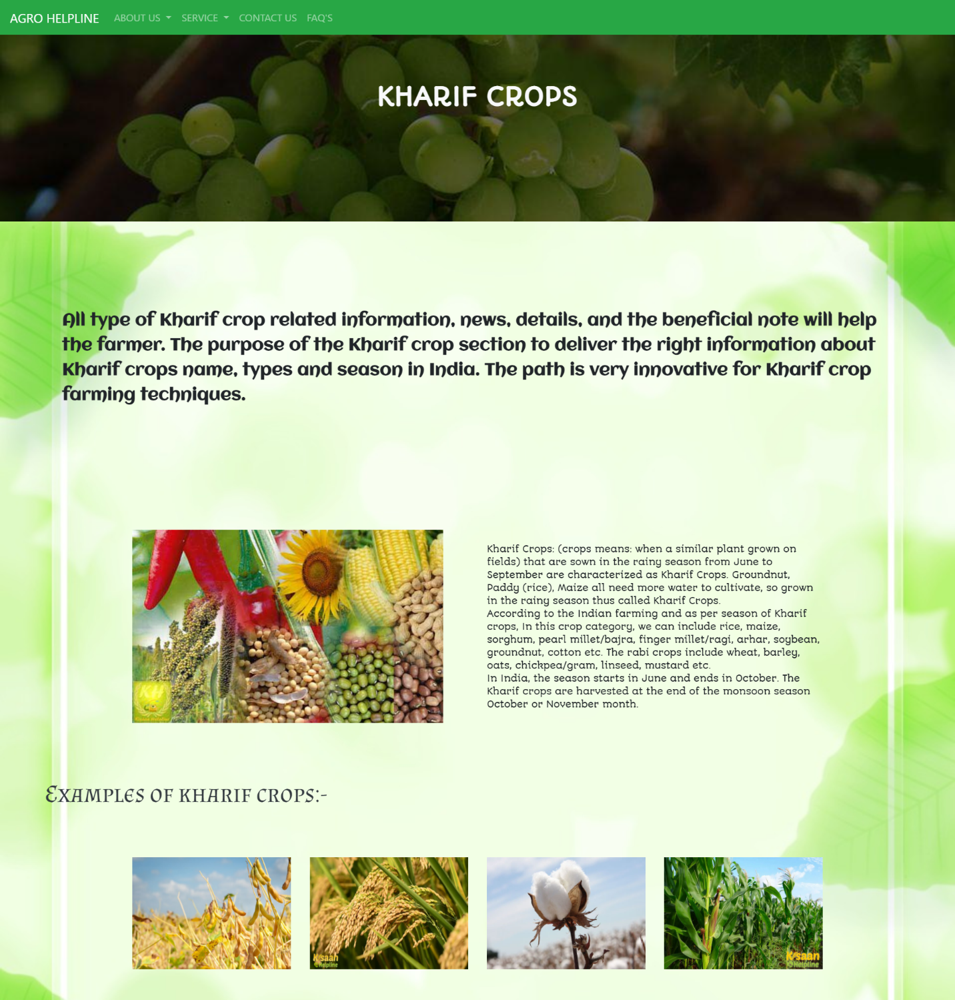 AGRO HELPLINE ABOUT US SERVICE CONTACT US FAQ'S
KHARIF CROPS
All type of Kharif crop related information, news, details, and the beneficial note will help
the farmer. The purpose of the Kharif crop section to deliver the right information about
Kharif crops name, types and season in India. The path is very innovative for Kharif crop
farming techniques.
Kharif Crops: (crops means: when a similar plant grown on
fields) that are sown in the rainy season from June to
September are characterized as Kharif Crops. Groundnut,
Paddy (rice), Maize all need more water to cultivate, so grown
in the rainy season thus called Kharif Crops.
According to the Indian farming and as per season of Kharif
crops, In this crop category, we can include rice, maize,
sorghum, pearl millet/bajra, finger millet/ragi, arhar, soybean,
groundnut, cotton etc. The rabi crops include wheat, barley,
oats, chickpea/gram, linseed, mustard etc.
In India, the season starts in June and ends in October. The
Kharif crops are harvested at the end of the monsoon season
October or November month.
KH
Examples of kharif crops:-
Kisaan
Helpline
Kisaan
Helpline